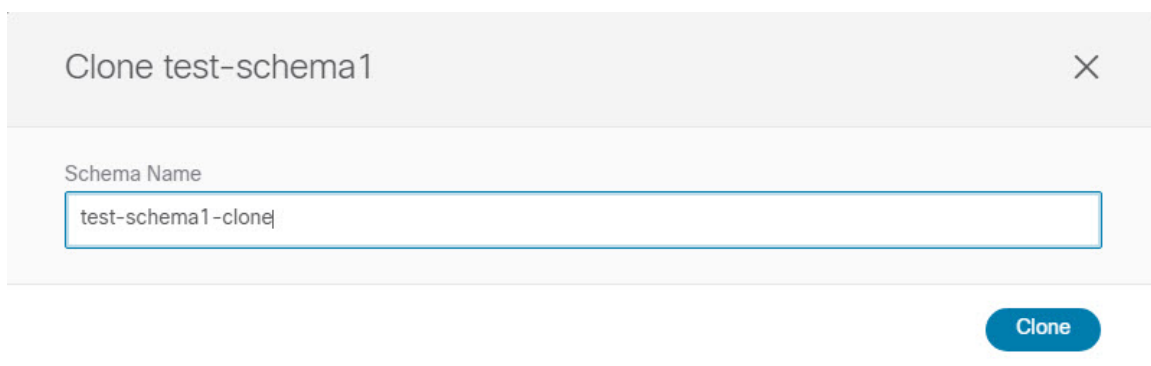 Clone test-schema1
Schema Name
test-schema1-clone
Clone